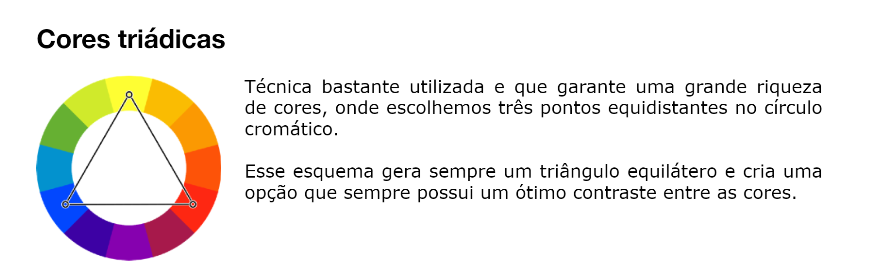 Cores triádicas
Técnica bastante utilizada e que garante uma grande riqueza
de cores, onde escolhemos três pontos equidistantes no círculo
cromático.
Esse esquema gera sempre um triângulo equilátero e cria uma
opção que sempre possui um ótimo contraste entre as cores.